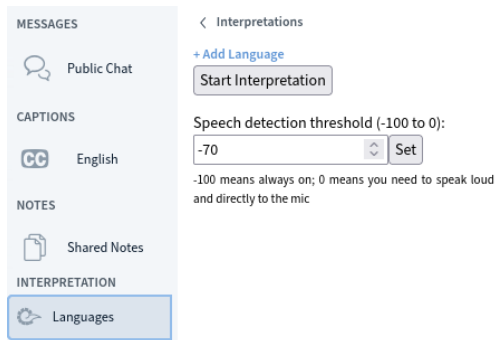 MESSAGES
Public Chat
CAPTIONS
CC English
NOTES
Shared Notes
INTERPRETATION
Languages
Interpretations
+ Add Language
Start Interpretation
Speech detection threshold (-100 to 0):
-70 Set
-100 means always on; 0 means you need to speak loud
and directly to the mic